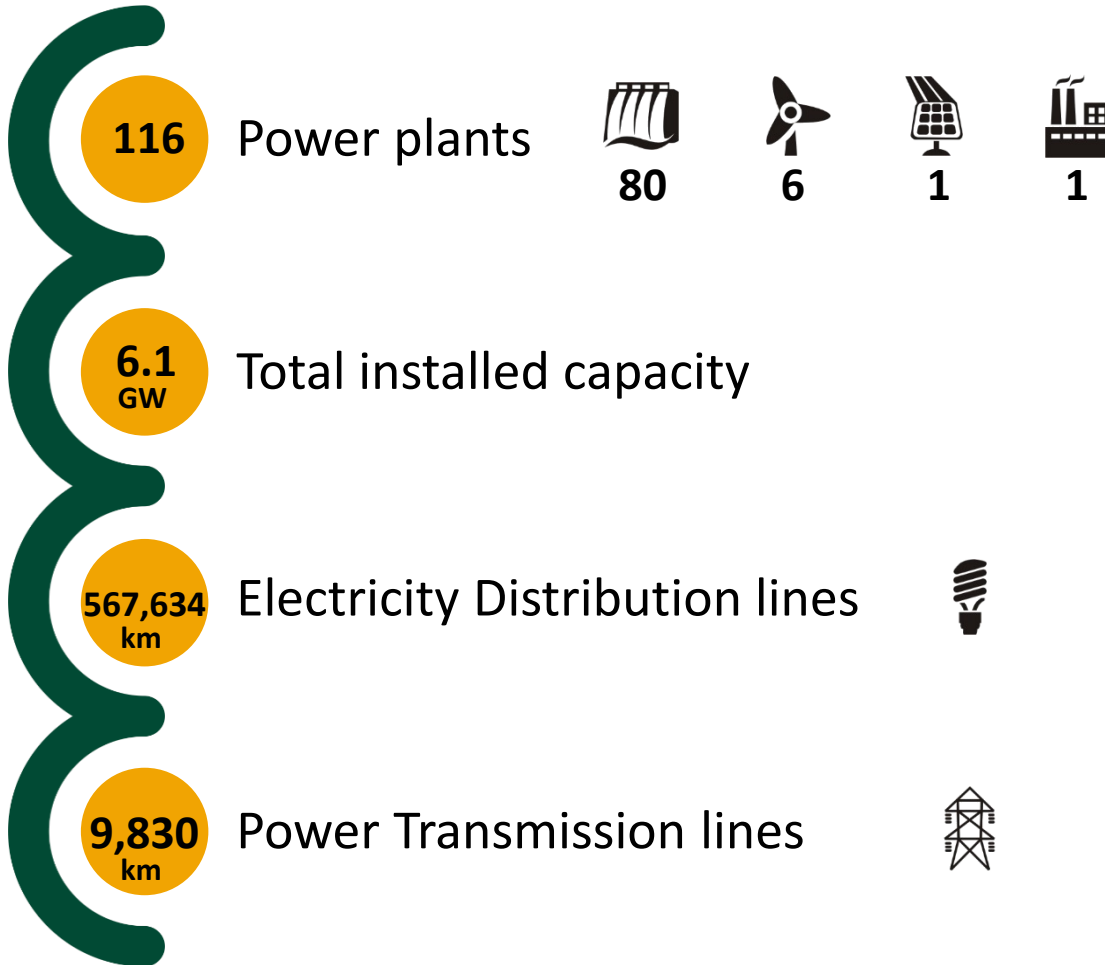 116
Power plants
80
6
1
1
6.1
GW
Total installed capacity
567,634
km
Electricity Distribution lines
9,830
km
Power Transmission lines